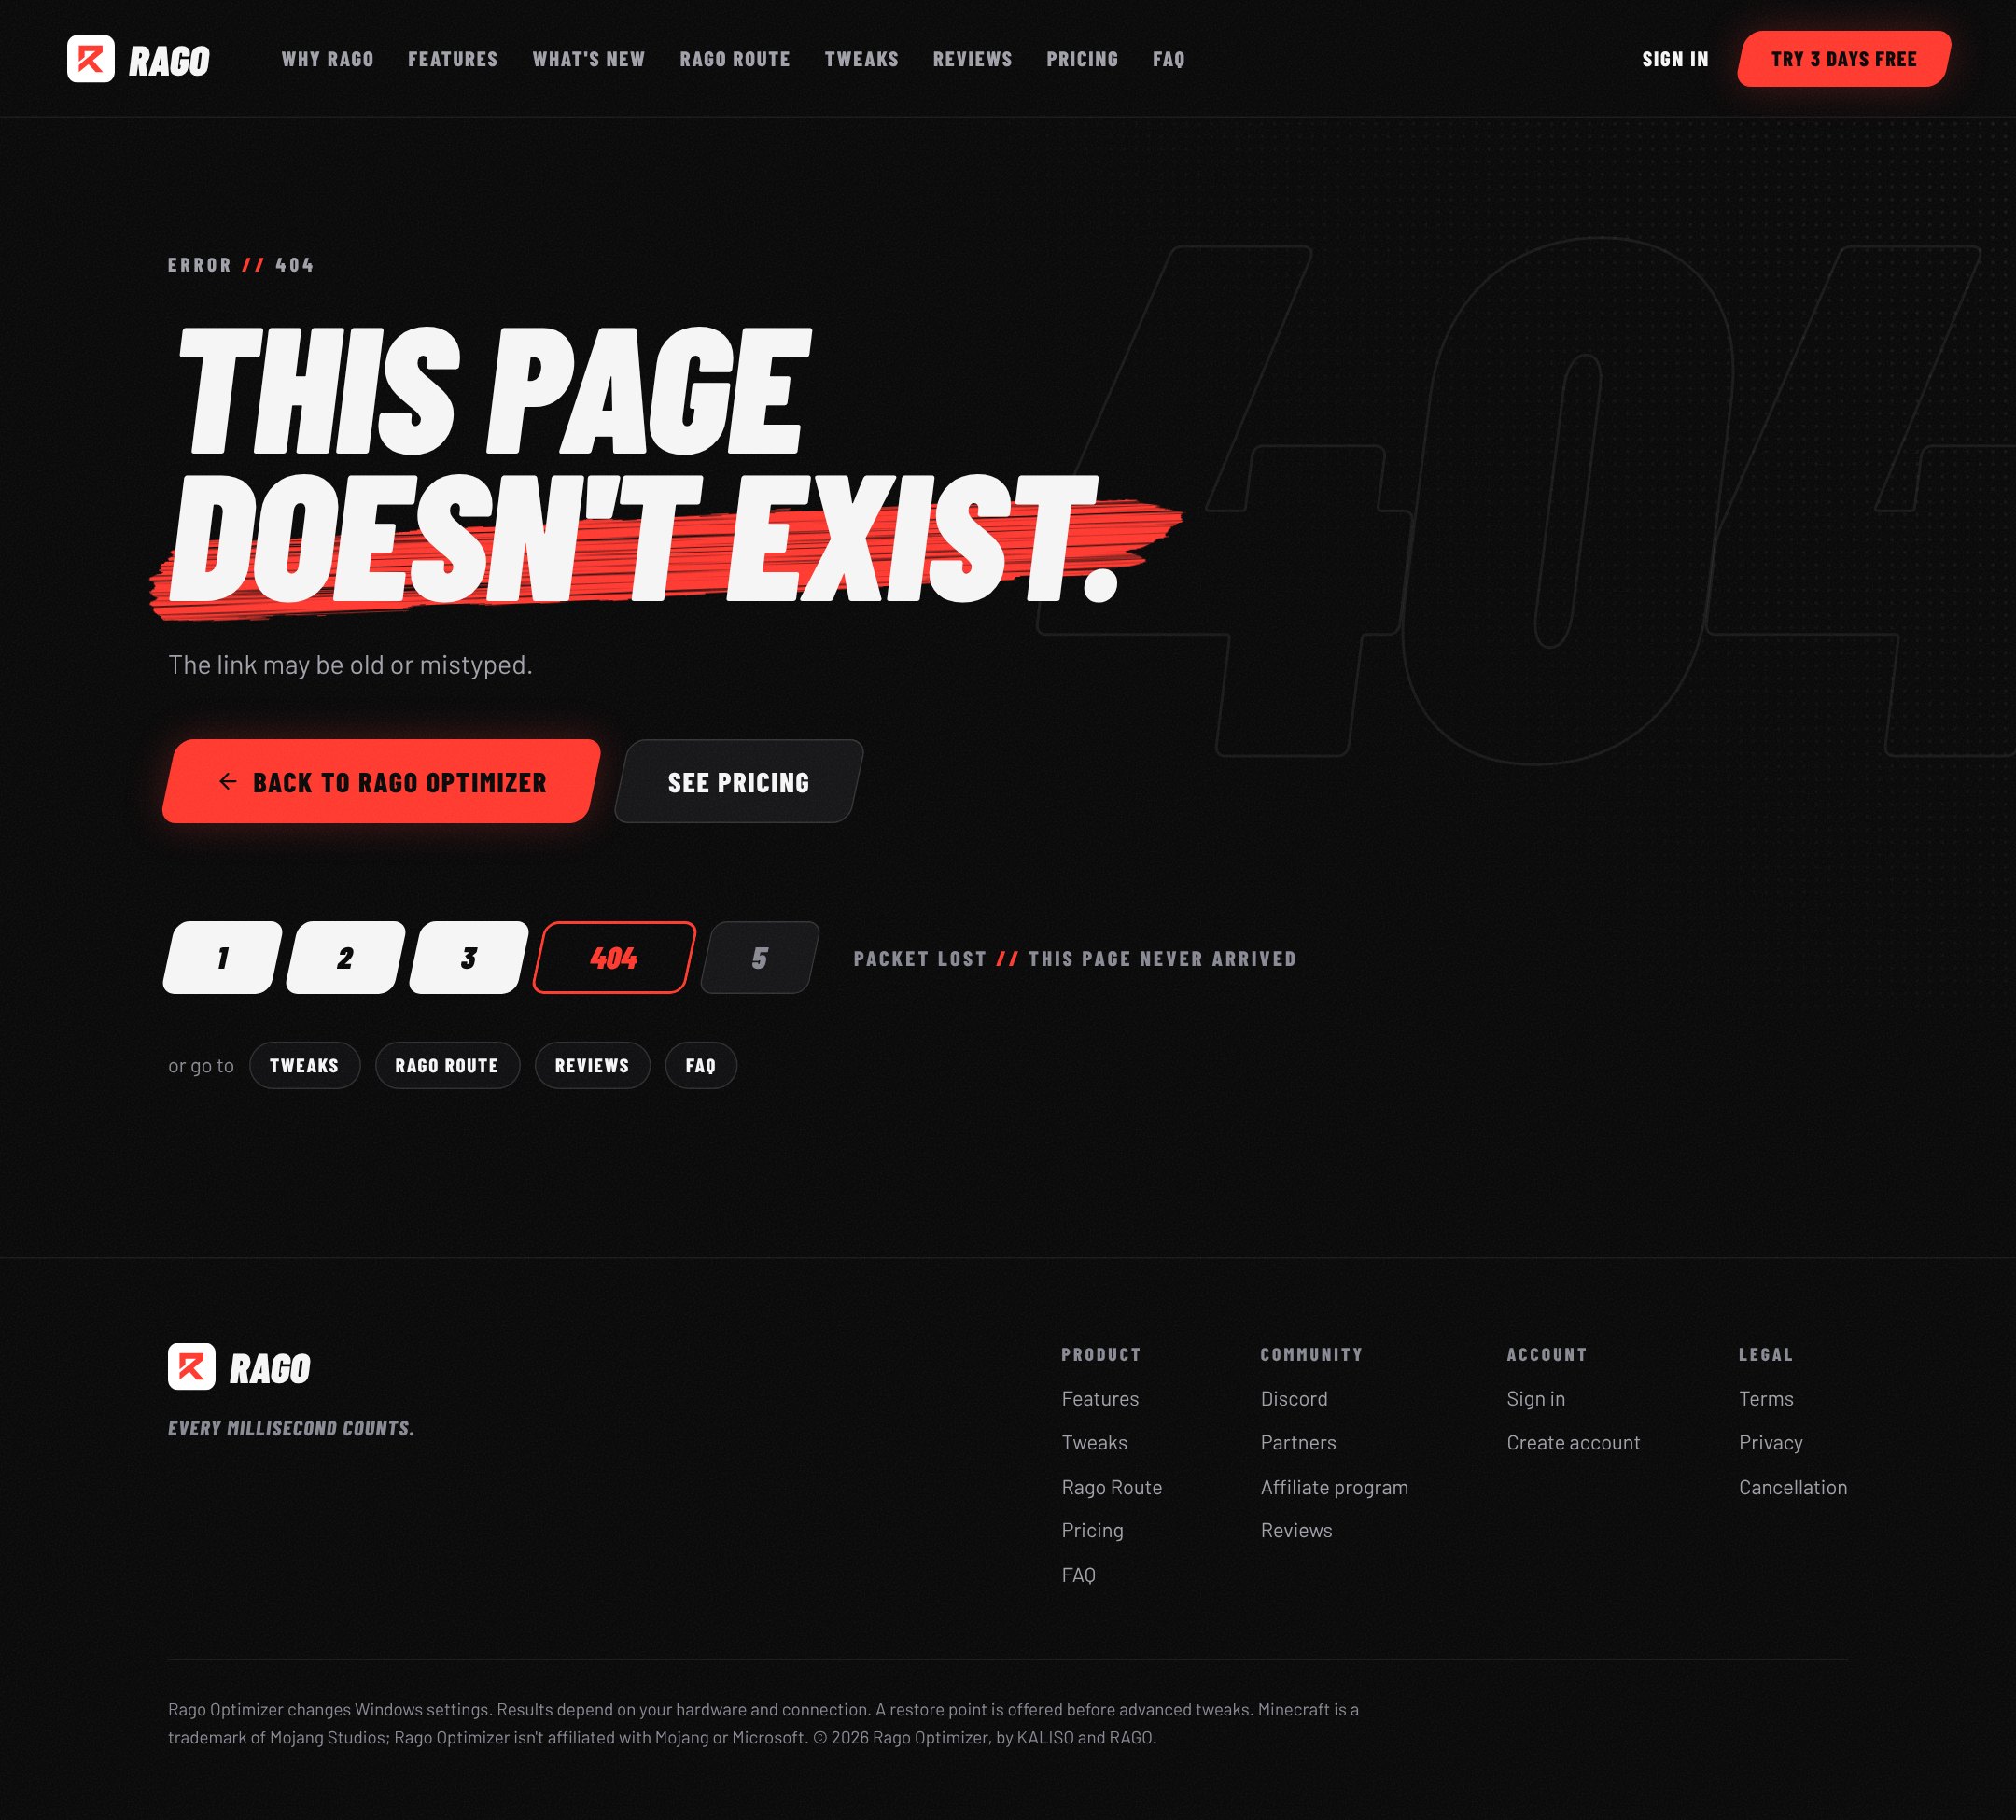 RAGO
WHY RAGO FEATURES WHAT'S NEW RAGO ROUTE TWEAKS REVIEWS PRICING FAQ
SIGN IN
TRY 3 DAYS FREE
ERROR // 404
404
THIS PAGE
DOESN'T EXIST.
The link may be old or mistyped.
← BACK TO RAGO OPTIMIZER
SEE PRICING
1 2 3 404 5
PACKET LOST // THIS PAGE NEVER ARRIVED
or go to TWEAKS RAGO ROUTE REVIEWS FAQ
RAGO
EVERY MILLISECOND COUNTS.
PRODUCT
Features
Tweaks
Rago Route
Pricing
FAQ
COMMUNITY
Discord
Partners
Affiliate program
Reviews
ACCOUNT
Sign in
Create account
LEGAL
Terms
Privacy
Cancellation
Rago Optimizer changes Windows settings. Results depend on your hardware and connection. A restore point is offered before advanced tweaks. Minecraft is a
trademark of Mojang Studios; Rago Optimizer isn't affiliated with Mojang or Microsoft. © 2026 Rago Optimizer, by KALISO and RAGO.